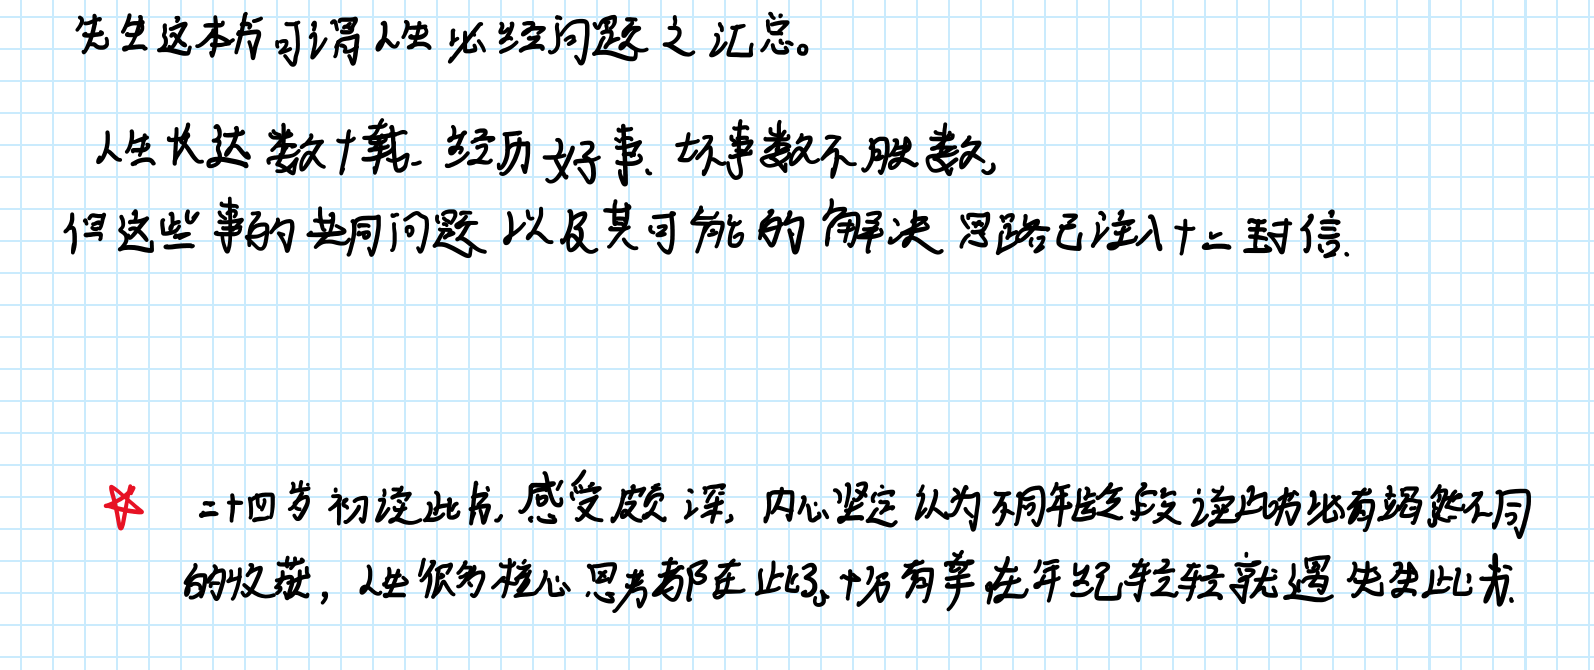 先生这本书可谓人生必经问题之汇总。
人生长达数十载. 经历好事、坏事数不胜数,
但这些事的共同问题以及其可能的解决思路已注入十二封信.
二十四岁初读此书, 感受颇深, 内心坚定认为不同年龄段读此书必有截然不同
的收获，人生很多核心思考都在此了, 十分有幸在年纪轻轻就遇先生此书.